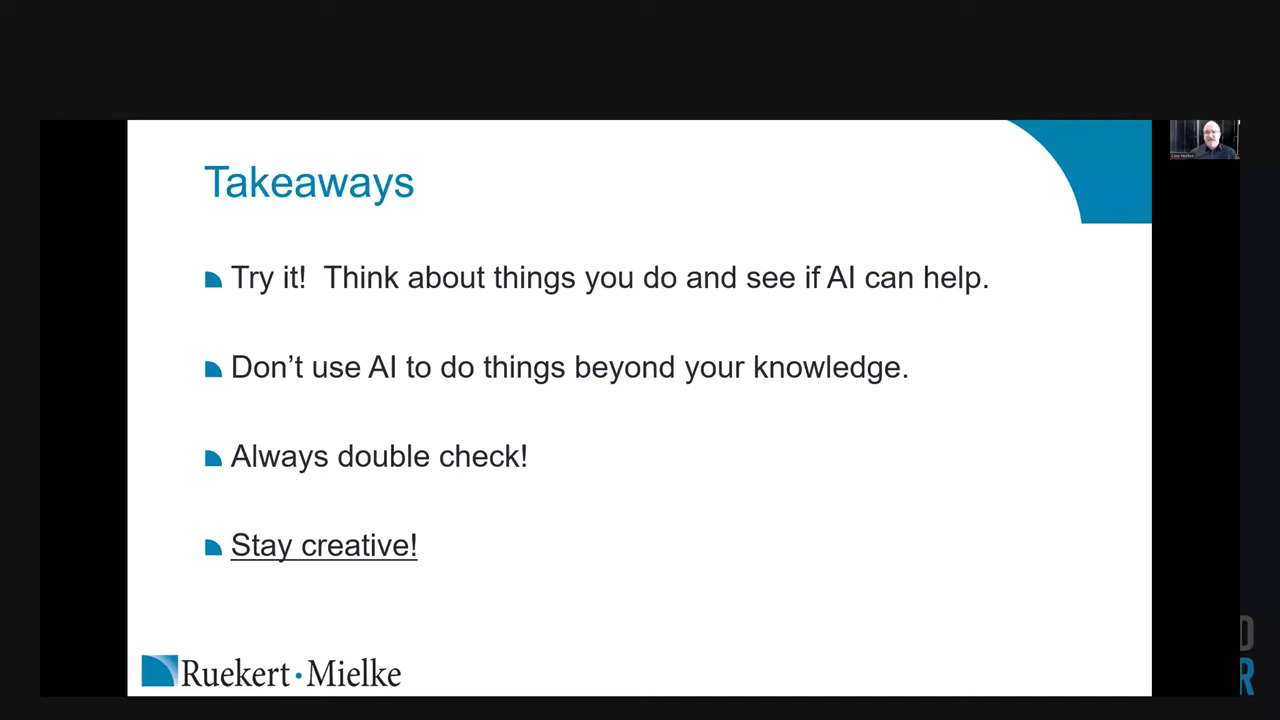 Takeaways
Try it!  Think about things you do and see if AI can help.
Don’t use AI to do things beyond your knowledge.
Always double check!
Stay creative!
Ruekert·Mielke
D
R